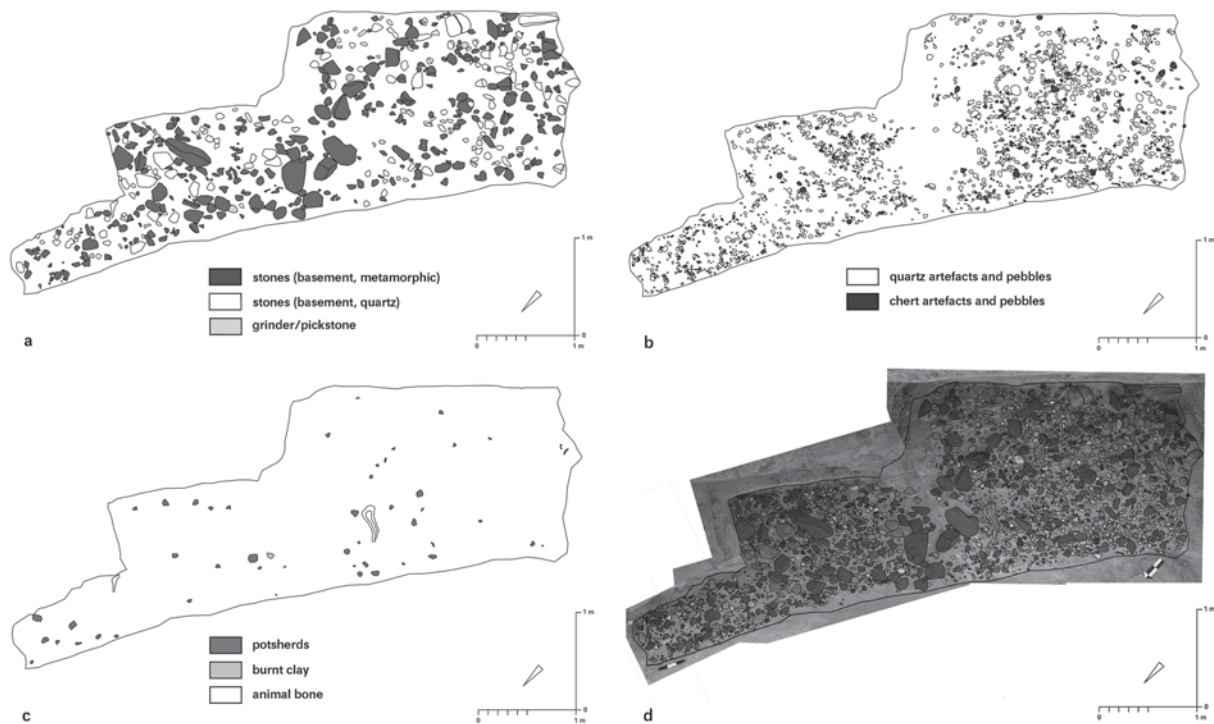 stones (basement, metamorphic)
stones (basement, quartz)
grinder/pickstone
a
1 m
0
0
1 m
quartz artefacts and pebbles
chert artefacts and pebbles
b
1 m
0
0
1 m
potsherds
burnt clay
animal bone
c
1 m
0
0
1 m
d
1 m
0
0
1 m